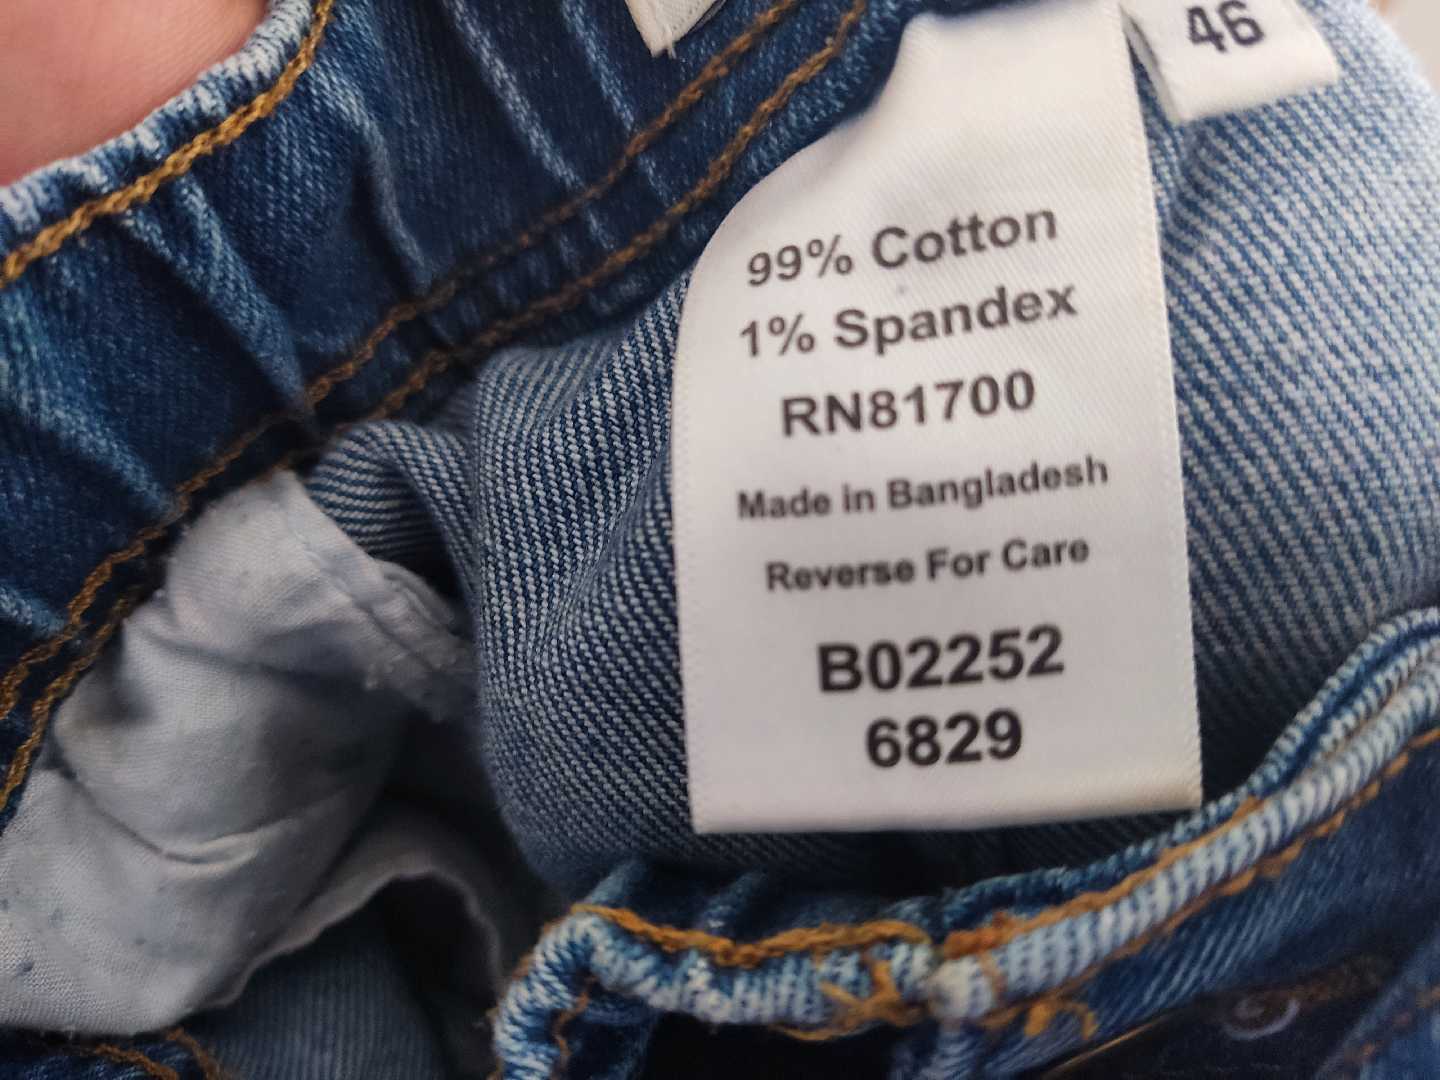 46
99% Cotton
1% Spandex
RN81700
Made in Bangladesh
Reverse For Care
B02252
6829